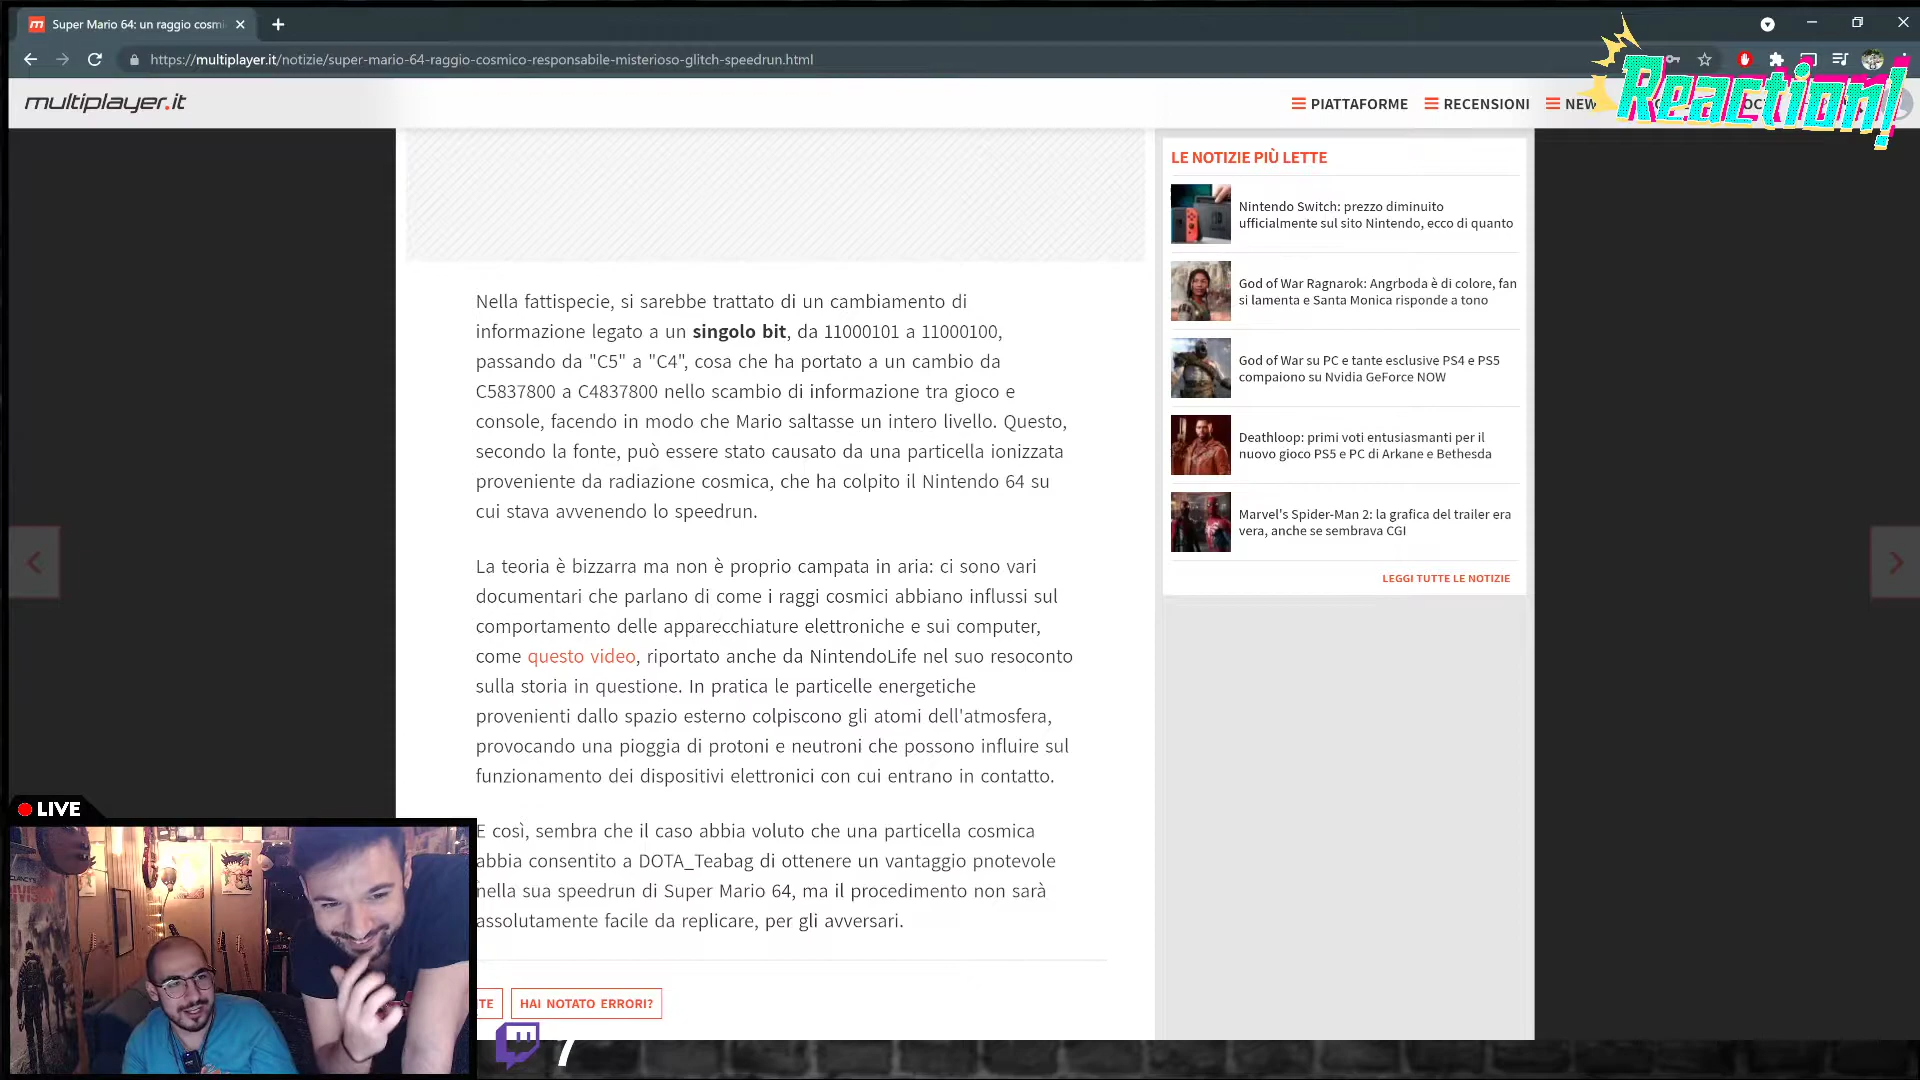 Super Mario 64: un raggio cosmi
https://multiplayer.it/notizie/super-mario-64-raggio-cosmico-responsabile-misterioso-glitch-speedrun.html
Reaction!
multiplayer.it
PIATTAFORME
RECENSIONI
NEW
Nella fattispecie, si sarebbe trattato di un cambiamento di
informazione legato a un singolo bit, da 11000101 a 11000100,
passando da "C5" a "C4", cosa che ha portato a un cambio da
C5837800 a C4837800 nello scambio di informazione tra gioco e
console, facendo in modo che Mario saltasse un intero livello. Questo,
secondo la fonte, può essere stato causato da una particella ionizzata
proveniente da radiazione cosmica, che ha colpito il Nintendo 64 su
cui stava avvenendo lo speedrun.
La teoria è bizzarra ma non è proprio campata in aria: ci sono vari
documentari che parlano di come i raggi cosmici abbiano influssi sul
comportamento delle apparecchiature elettroniche e sui computer,
come questo video, riportato anche da NintendoLife nel suo resoconto
sulla storia in questione. In pratica le particelle energetiche
provenienti dallo spazio esterno colpiscono gli atomi dell'atmosfera,
provocando una pioggia di protoni e neutroni che possono influire sul
funzionamento dei dispositivi elettronici con cui entrano in contatto.
E così, sembra che il caso abbia voluto che una particella cosmica
abbia consentito a DOTA_Teabag di ottenere un vantaggio pnotevole
nella sua speedrun di Super Mario 64, ma il procedimento non sarà
assolutamente facile da replicare, per gli avversari.
TE
HAI NOTATO ERRORI?
LE NOTIZIE PIÙ LETTE
Nintendo Switch: prezzo diminuito
ufficialmente sul sito Nintendo, ecco di quanto
God of War Ragnarok: Angrboda è di colore, fan
si lamenta e Santa Monica risponde a tono
God of War su PC e tante esclusive PS4 e PS5
compaiono su Nvidia GeForce NOW
Deathloop: primi voti entusiasmanti per il
nuovo gioco PS5 e PC di Arkane e Bethesda
Marvel's Spider-Man 2: la grafica del trailer era
vera, anche se sembrava CGI
LEGGI TUTTE LE NOTIZIE
LIVE
7